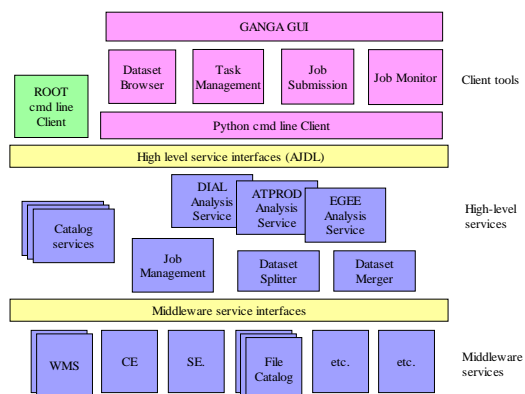 GANGA GUI
Dataset
Browser
Task
Management
Job
Submission
Job Monitor
Client tools
ROOT
cmd line
Client
Python cmd line Client
High level service interfaces (AJDL)
DIAL
Analysis
Service
ATPROD
Analysis
Service
EGEE
Analysis
Service
High-level
services
Catalog
services
Job
Management
Dataset
Splitter
Dataset
Merger
Middleware service interfaces
WMS
CE
SE.
File
Catalog
etc.
etc.
Middleware
services